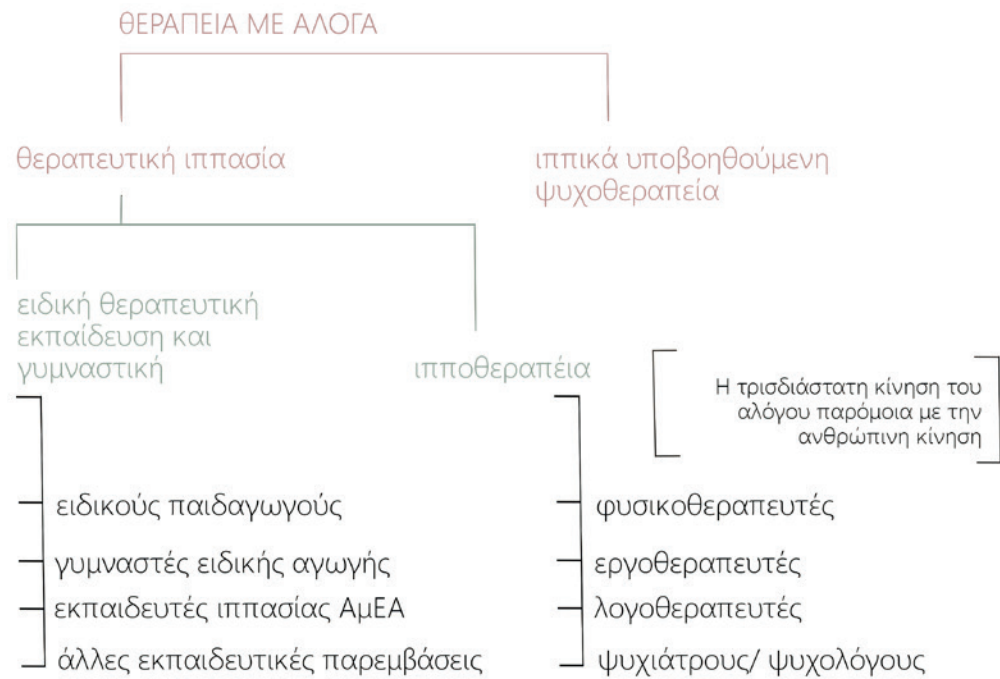 ΘΕΡΑΠΕΙΑ ΜΕ ΑΛΟΓΑ
θεραπευτική ιππασία
ιππικά υποβοηθούμενη
ψυχοθεραπεία
ειδική θεραπευτική
εκπαίδευση και
γυμναστική
ιπποθεραπέια
Η τρισδιάστατη κίνηση του
αλόγου παρόμοια με την
ανθρώπινη κίνηση
ειδικούς παιδαγωγούς
γυμναστές ειδικής αγωγής
εκπαιδευτές ιππασίας ΑμΕΑ
άλλες εκπαιδευτικές παρεμβάσεις
φυσικοθεραπευτές
εργοθεραπευτές
λογοθεραπευτές
ψυχιάτρους/ ψυχολόγους